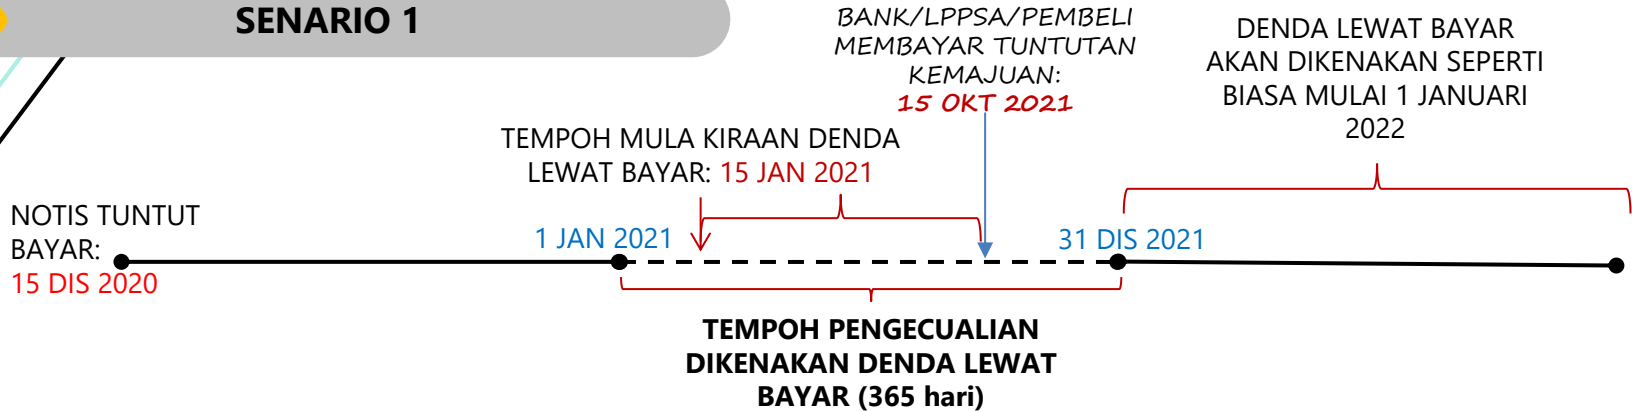 SENARIO 1
BANK/LPPSA/PEMBELI
MEMBAYAR TUNTUTAN
KEMAJUAN:
15 OKT 2021
DENDA LEWAT BAYAR
AKAN DIKENAKAN SEPERTI
BIASA MULAI 1 JANUARI
2022
TEMPOH MULA KIRAAN DENDA
LEWAT BAYAR: 15 JAN 2021
NOTIS TUNTUT
BAYAR:
15 DIS 2020
1 JAN 2021
31 DIS 2021
TEMPOH PENGECUALIAN
DIKENAKAN DENDA LEWAT
BAYAR (365 hari)